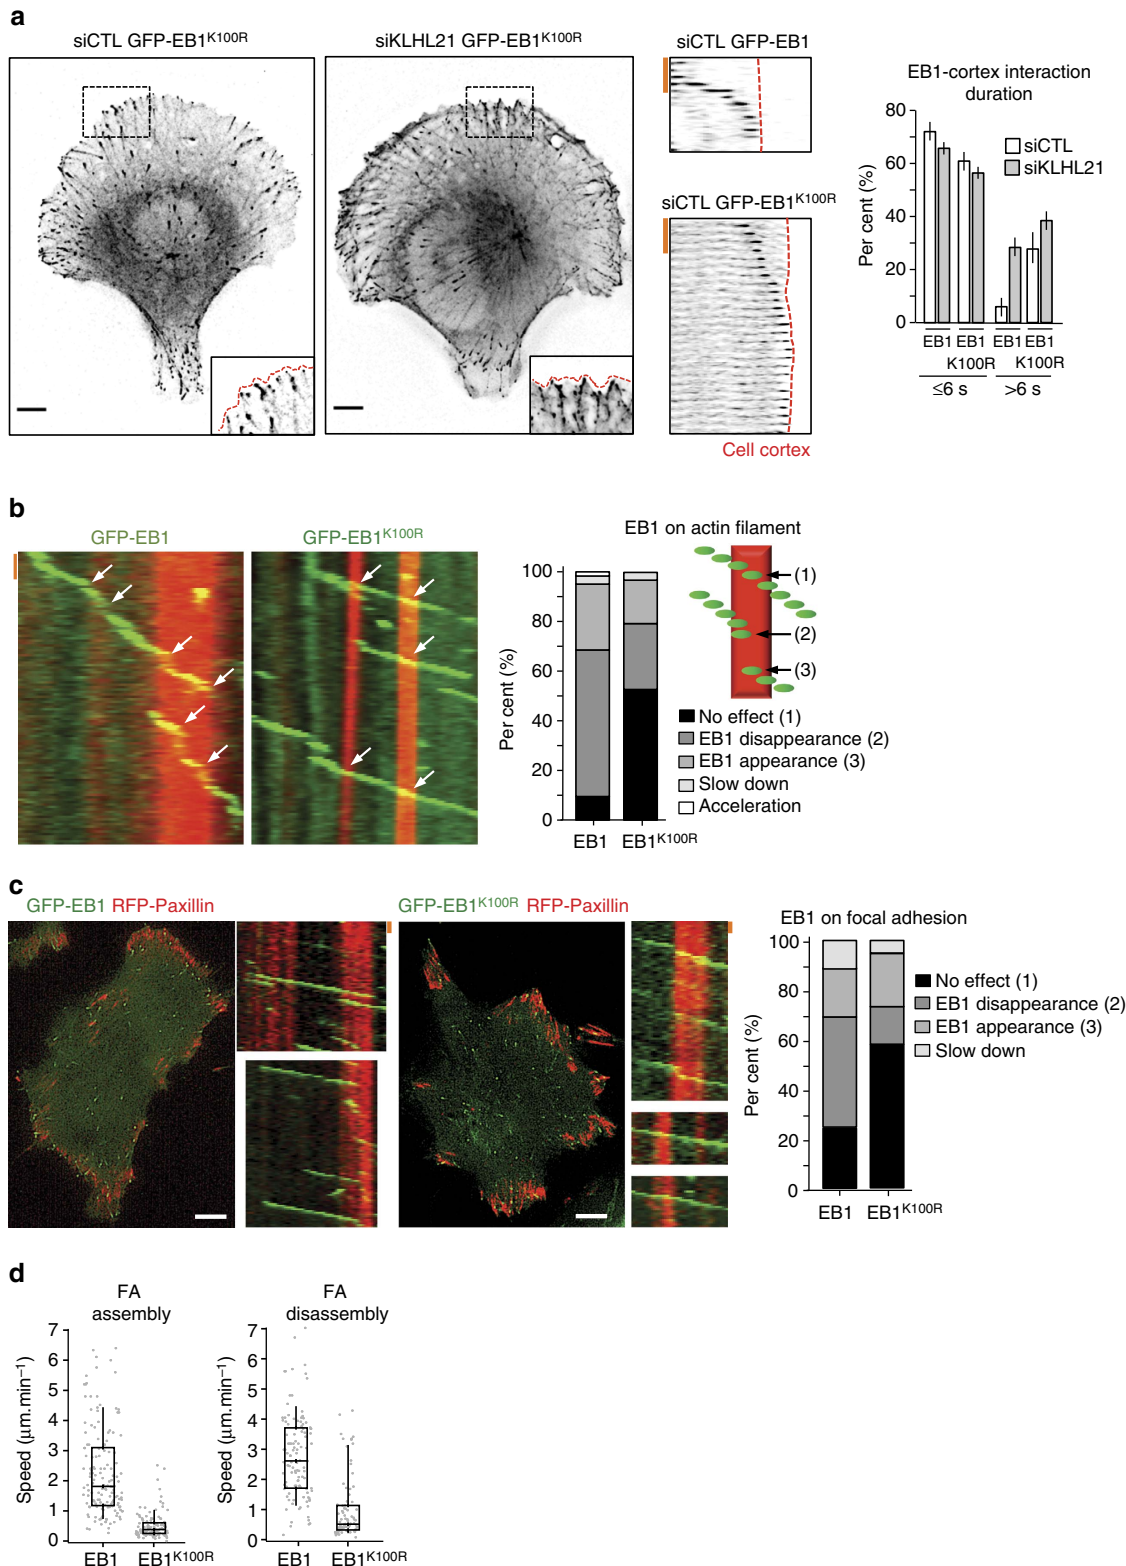 a
siCTL GFP-EB1K100R
siKLHL21 GFP-EB1K100R
siCTL GFP-EB1
siCTL GFP-EB1K100R
Cell cortex
EB1-cortex interaction
duration
Per cent (%)
80
60
40
20
0
siCTL
siKLHL21
EB1 EB1 EB1 EB1
K100R K100R
≤6 s >6 s
b
GFP-EB1
GFP-EB1K100R
EB1 on actin filament
Per cent (%)
100
80
60
40
20
0
EB1 EB1K100R
(1)
(2)
(3)
No effect (1)
EB1 disappearance (2)
EB1 appearance (3)
Slow down
Acceleration
c
GFP-EB1 RFP-Paxillin
GFP-EB1K100R RFP-Paxillin
EB1 on focal adhesion
Per cent (%)
100
80
60
40
20
0
EB1 EB1K100R
No effect (1)
EB1 disappearance (2)
EB1 appearance (3)
Slow down
d
FA
assembly
Speed (µm.min−1)
7
6
5
4
3
2
1
0
EB1 EB1K100R
FA
disassembly
Speed (µm.min−1)
7
6
5
4
3
2
1
0
EB1 EB1K100R